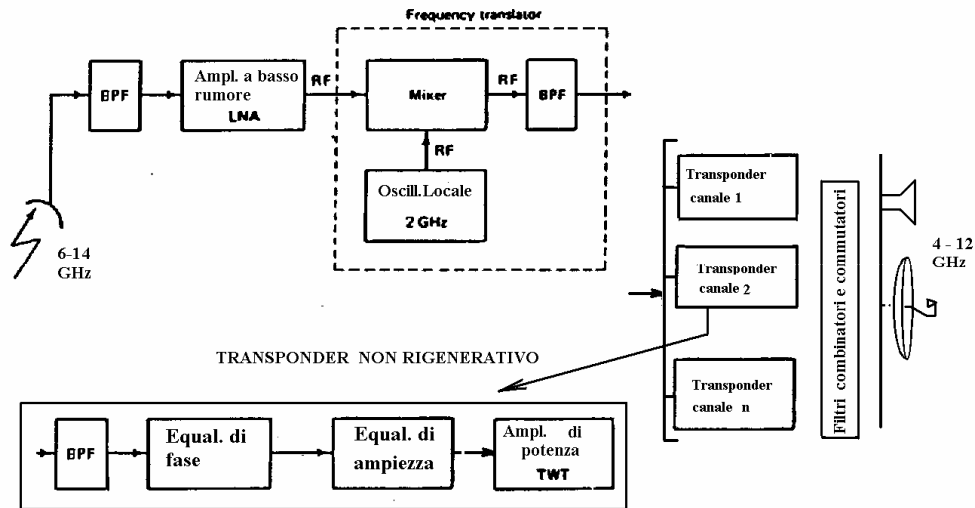 Frequency translator
BPF
Ampl. a basso
rumore
LNA
RF
Mixer
RF
BPF
RF
Oscill.Locale
2 GHz
6-14
GHz
Transponder
canale 1
Transponder
canale 2
Transponder
canale n
Filtri combinatori e commutatori
4 - 12
GHz
TRANSPONDER NON RIGENERATIVO
BPF
Equal. di
fase
Equal. di
ampiezza
Ampl. di
potenza
TWT